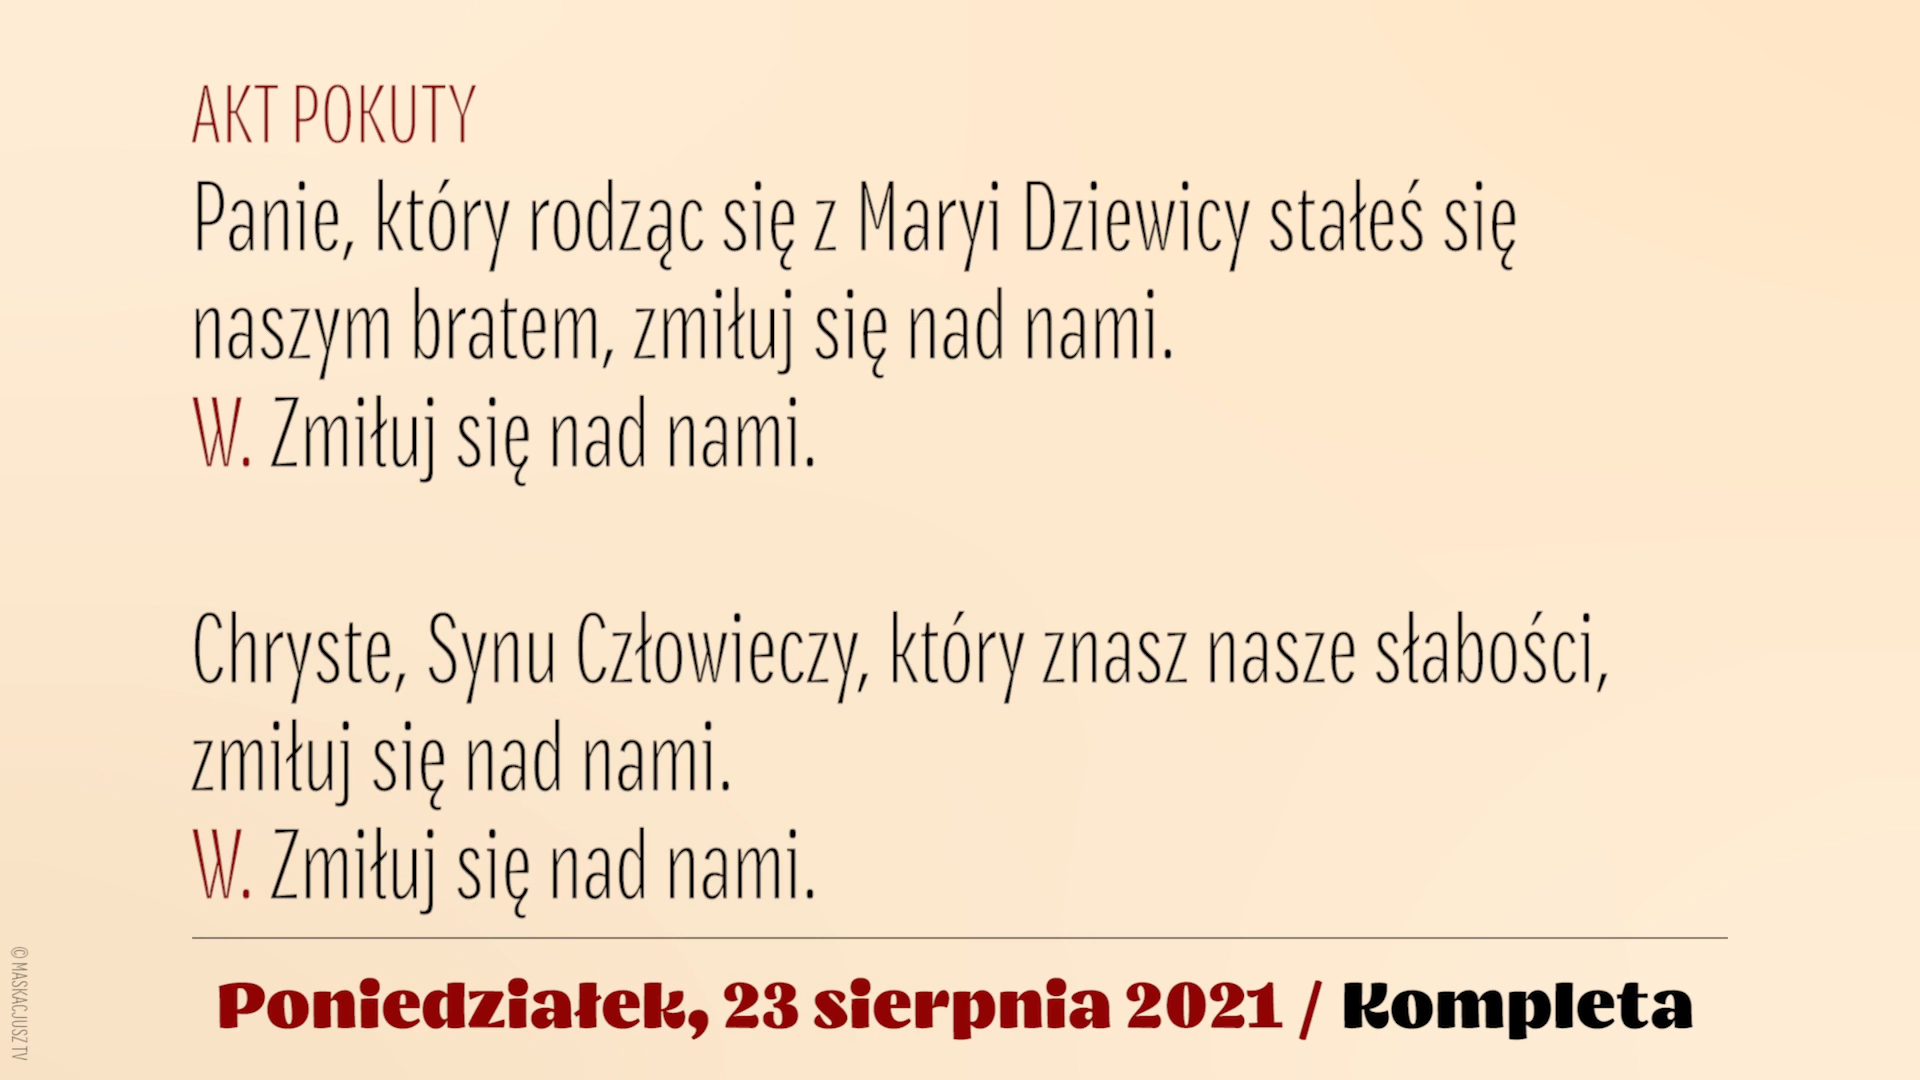 AKT POKUTY
Panie, który rodząc się z Maryi Dziewicy stałeś się
naszym bratem, zmiłuj się nad nami.
W. Zmiłuj się nad nami.
Chryste, Synu Człowieczy, który znasz nasze słabości,
zmiłuj się nad nami.
W. Zmiłuj się nad nami.
Poniedziałek, 23 sierpnia 2021 / Kompleta
© MASKACJUSZ TV